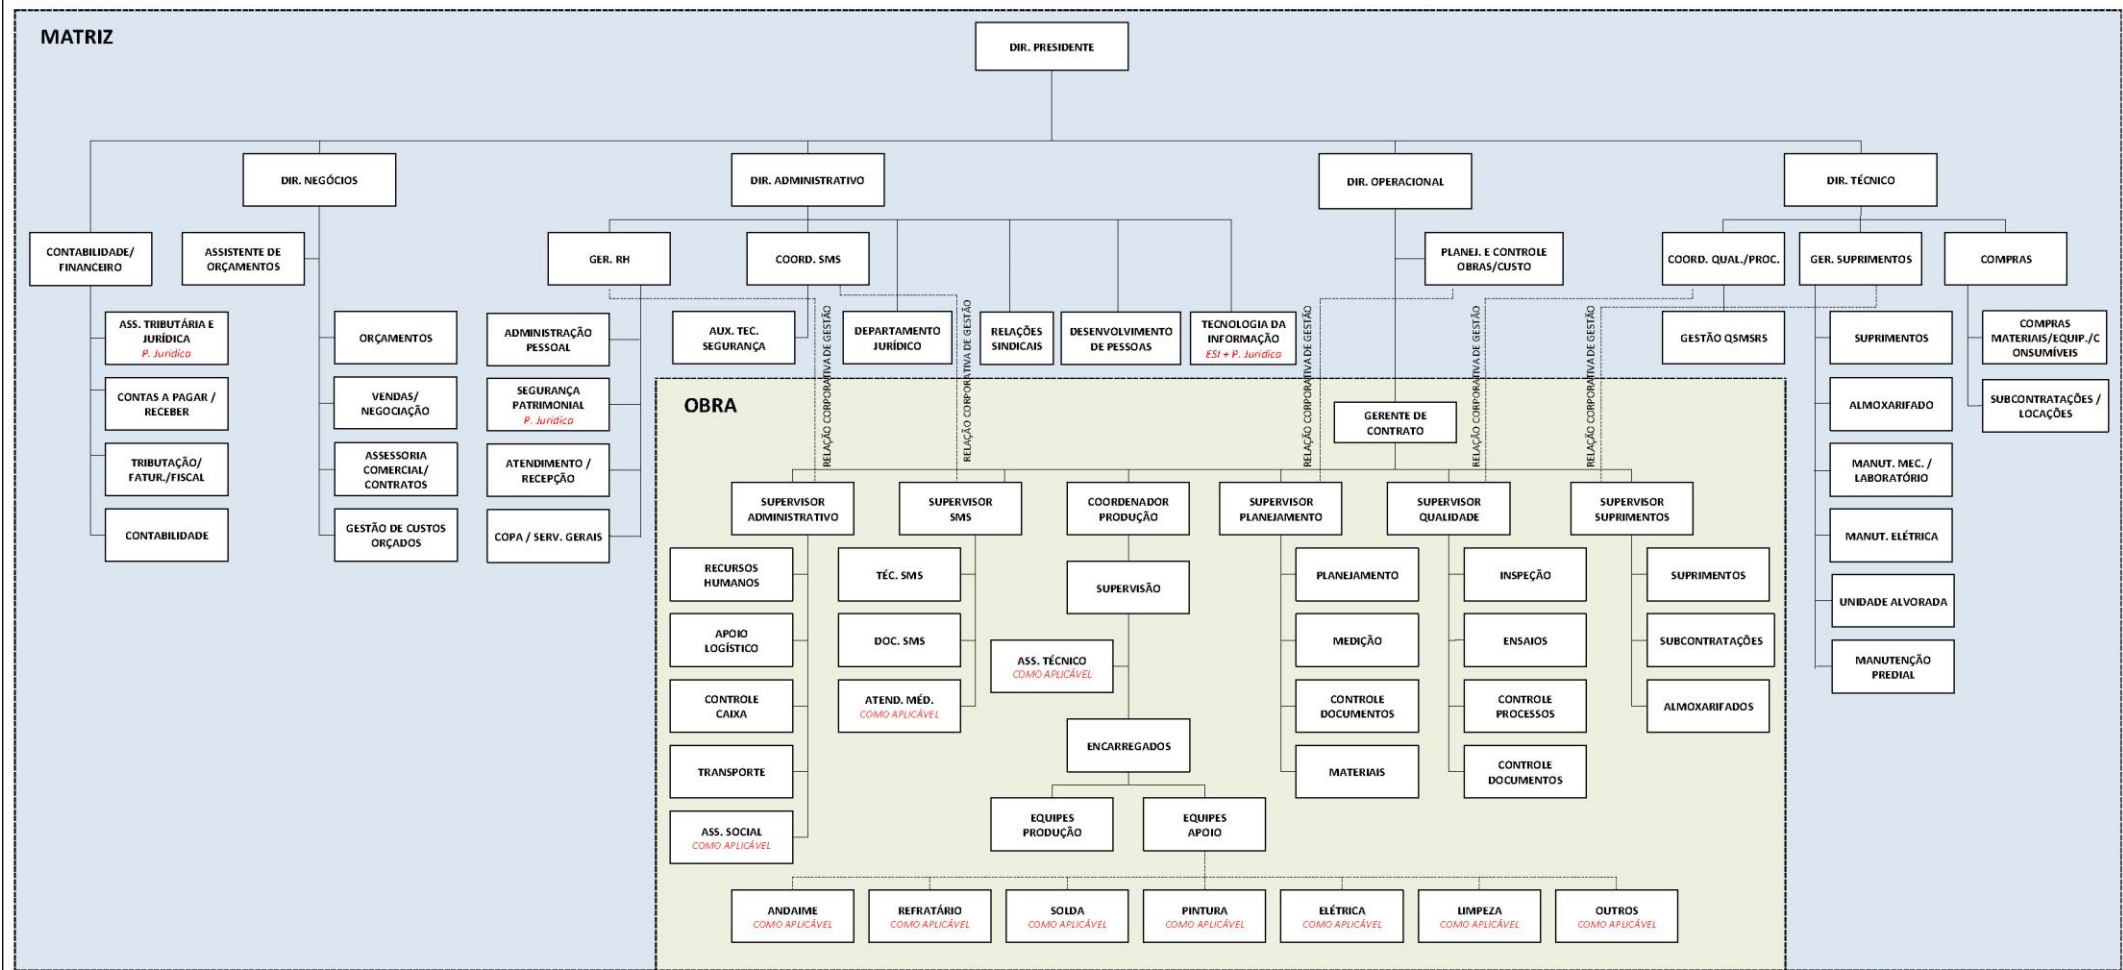 MATRIZ
DIR. PRESIDENTE
DIR. NEGÓCIOS
DIR. ADMINISTRATIVO
DIR. OPERACIONAL
DIR. TÉCNICO
CONTABILIDADE/
FINANCEIRO
ASSISTENTE DE
ORÇAMENTOS
GER. RH
COORD. SMS
PLANEJ. E CONTROLE
OBRAS/CUSTO
COORD. QUAL./PROC.
GER. SUPRIMENTOS
COMPRAS
ASS. TRIBUTÁRIA E
JURÍDICA
P. Jurídica
CONTAS A PAGAR /
RECEBER
TRIBUTAÇÃO/
FATUR./FISCAL
CONTABILIDADE
ORÇAMENTOS
VENDAS/
NEGOCIAÇÃO
ASSESSORIA
COMERCIAL/
CONTRATOS
GESTÃO DE CUSTOS
ORÇADOS
ADMINISTRAÇÃO
PESSOAL
SEGURANÇA
PATRIMONIAL
P. Jurídica
ATENDIMENTO /
RECEPÇÃO
COPA / SERV. GERAIS
AUX. TEC.
SEGURANÇA
DEPARTAMENTO
JURÍDICO
RELAÇÕES
SINDICAIS
DESENVOLVIMENTO
DE PESSOAS
TECNOLOGIA DA
INFORMAÇÃO
ESI + P. Jurídica
GESTÃO QSMSRS
SUPRIMENTOS
ALMOXARIFADO
MANUT. MEC. /
LABORATÓRIO
MANUT. ELÉTRICA
UNIDADE ALVORADA
MANUTENÇÃO
PREDIAL
COMPRAS
MATERIAIS/EQUIP./C
ONSUMÍVEIS
SUBCONTRATAÇÕES /
LOCAÇÕES
RELAÇÃO CORPORATIVA DE GESTÃO
RELAÇÃO CORPORATIVA DE GESTÃO
RELAÇÃO CORPORATIVA DE GESTÃO
RELAÇÃO CORPORATIVA DE GESTÃO
RELAÇÃO CORPORATIVA DE GESTÃO
OBRA
GERENTE DE
CONTRATO
SUPERVISOR
ADMINISTRATIVO
SUPERVISOR
SMS
COORDENADOR
PRODUÇÃO
SUPERVISOR
PLANEJAMENTO
SUPERVISOR
QUALIDADE
SUPERVISOR
SUPRIMENTOS
RECURSOS
HUMANOS
APOIO
LOGÍSTICO
CONTROLE
CAIXA
TRANSPORTE
ASS. SOCIAL
COMO APLICÁVEL
TÉC. SMS
DOC. SMS
ATEND. MÉD.
COMO APLICÁVEL
SUPERVISÃO
ASS. TÉCNICO
COMO APLICÁVEL
ENCARREGADOS
EQUIPES
PRODUÇÃO
EQUIPES
APOIO
PLANEJAMENTO
MEDIÇÃO
CONTROLE
DOCUMENTOS
MATERIAIS
INSPEÇÃO
ENSAIOS
CONTROLE
PROCESSOS
CONTROLE
DOCUMENTOS
SUPRIMENTOS
SUBCONTRATAÇÕES
ALMOXARIFADOS
ANDAIME
COMO APLICÁVEL
REFRATÁRIO
COMO APLICÁVEL
SOLDA
COMO APLICÁVEL
PINTURA
COMO APLICÁVEL
ELÉTRICA
COMO APLICÁVEL
LIMPEZA
COMO APLICÁVEL
OUTROS
COMO APLICÁVEL